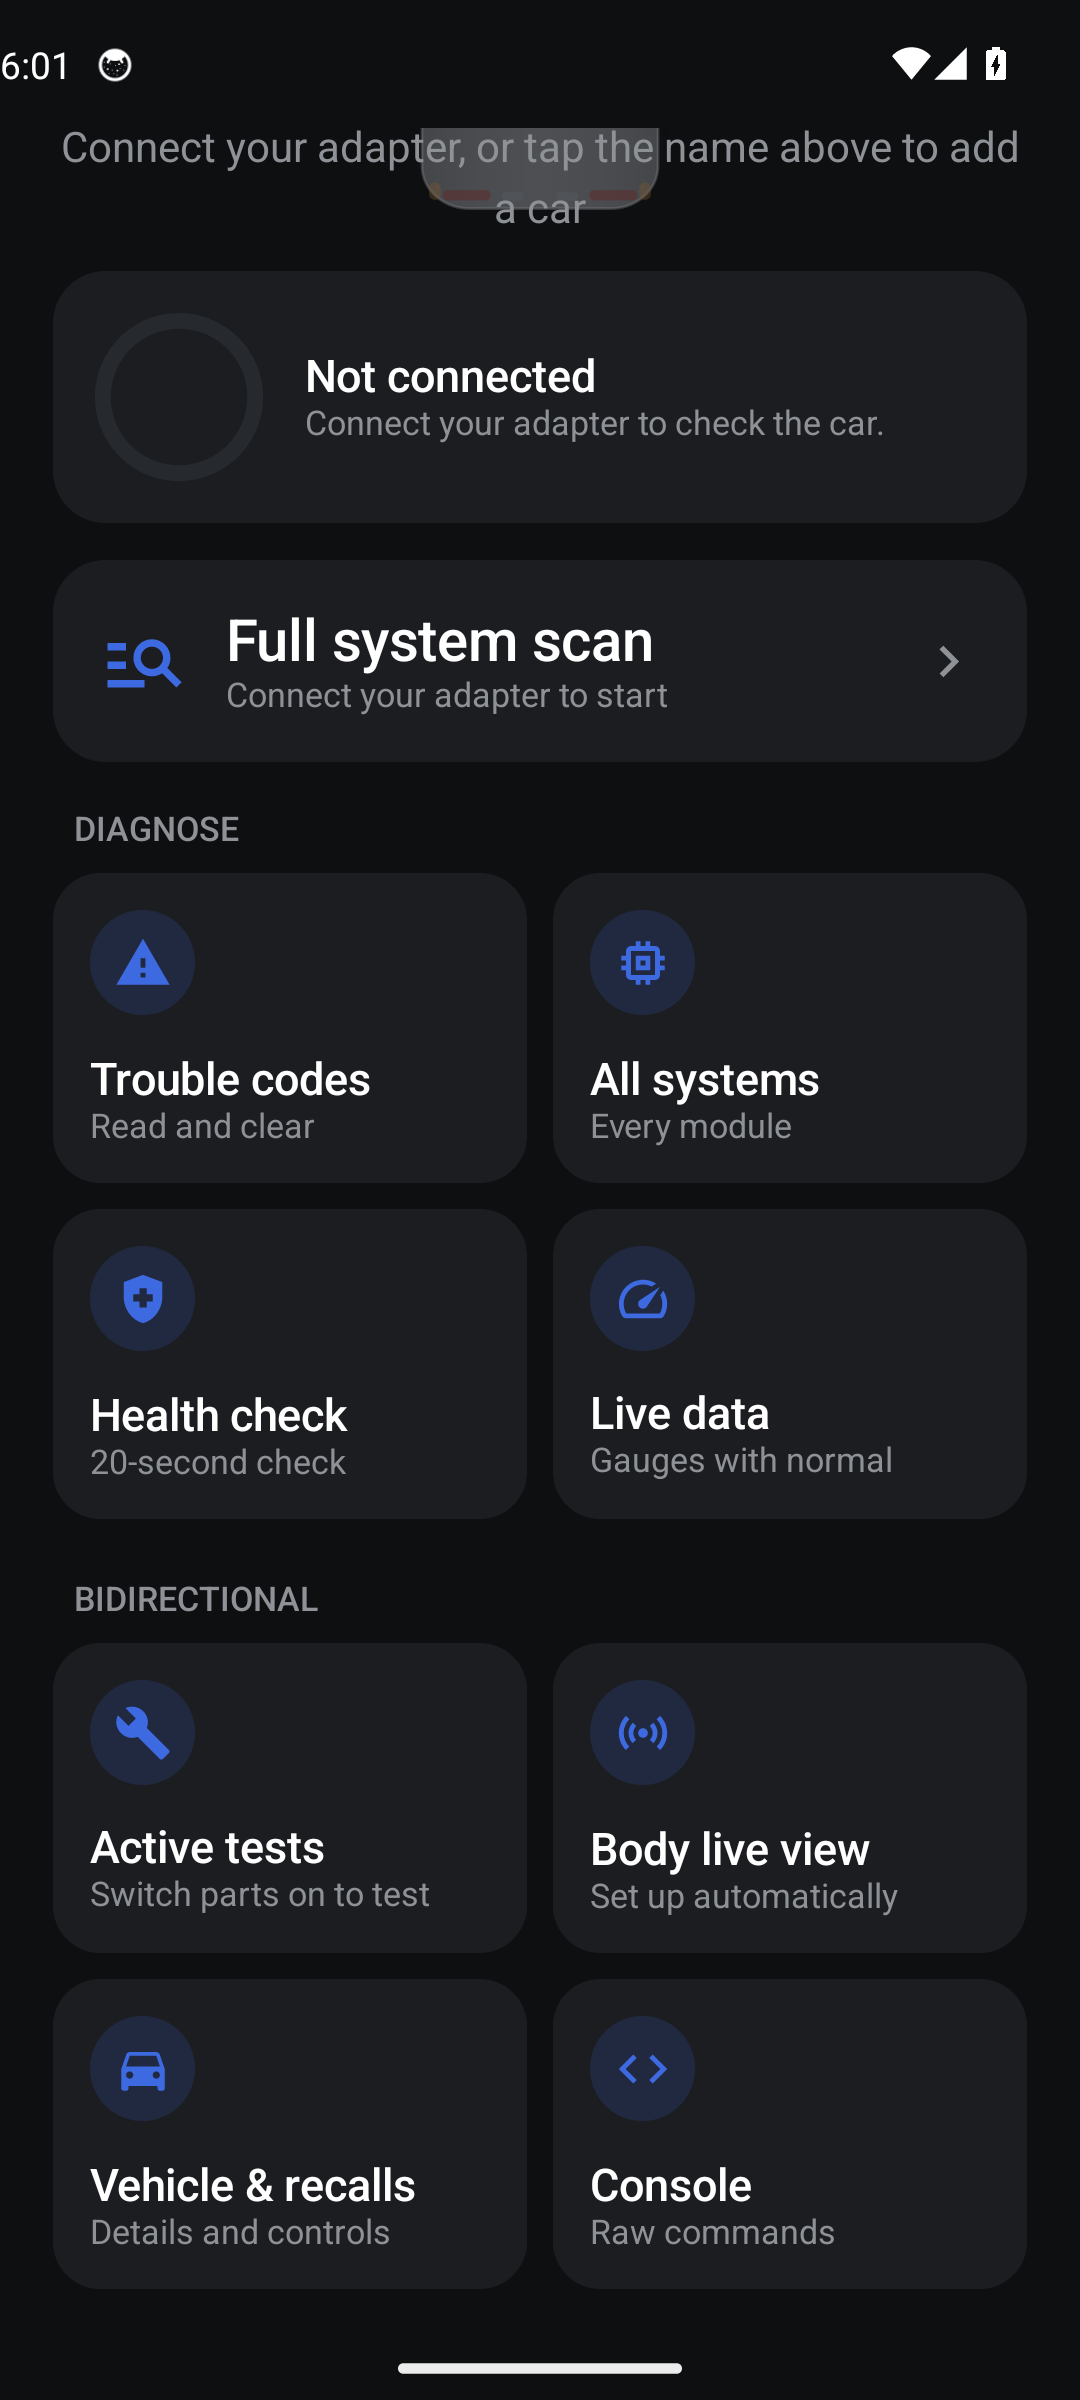 6:01
Connect your adapter, or tap the name above to add
a car
Not connected
Connect your adapter to check the car.
Full system scan
Connect your adapter to start
DIAGNOSE
Trouble codes
Read and clear
All systems
Every module
Health check
20-second check
Live data
Gauges with normal
BIDIRECTIONAL
Active tests
Switch parts on to test
Body live view
Set up automatically
Vehicle & recalls
Details and controls
Console
Raw commands